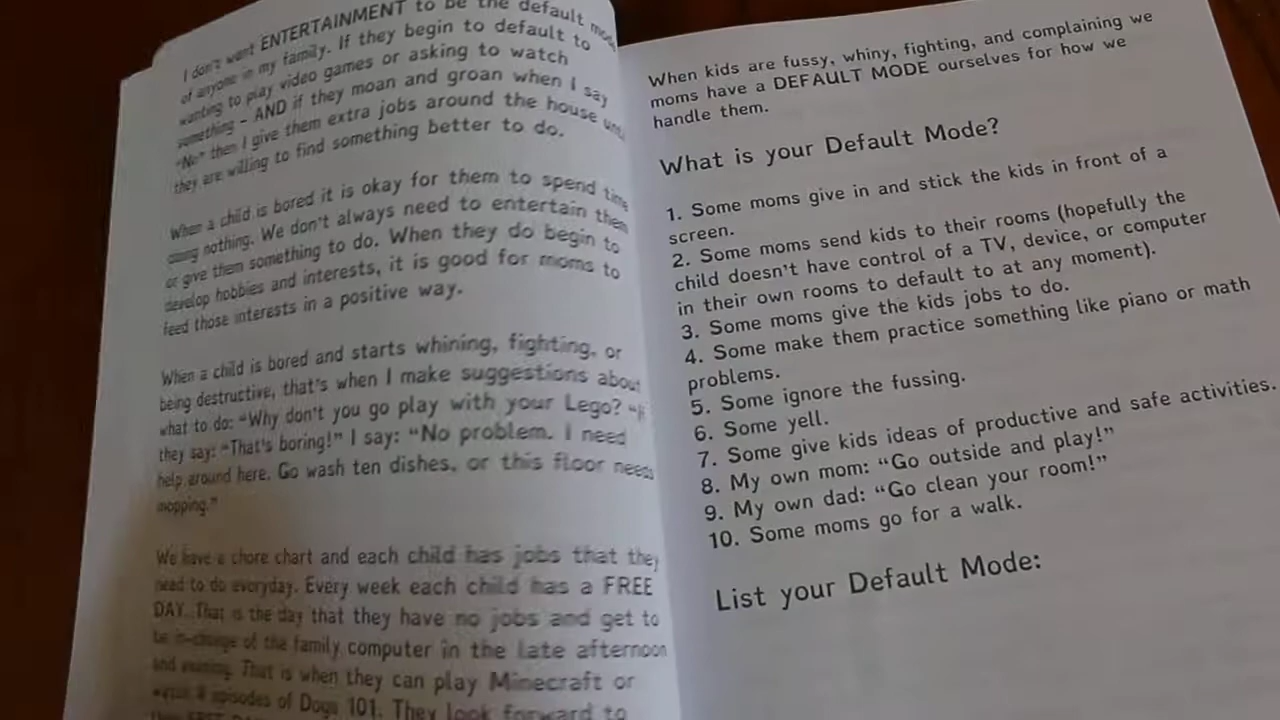 I don't want ENTERTAINMENT to be the default mode
of anyone in my family. If they begin to default to
wanting to play video games or asking to watch
something - AND if they moan and groan when I say
"No" then I give them extra jobs around the house until
they are willing to find something better to do.
When a child is bored it is okay for them to spend time
doing nothing. We don't always need to entertain them
or give them something to do. When they do begin to
develop hobbies and interests, it is good for moms to
feed those interests in a positive way.
When a child is bored and starts whining, fighting, or
being destructive, that's when I make suggestions about
what to do: "Why don't you go play with your Lego? "If
they say: "That's boring!" I say: "No problem. I need
help around here. Go wash ten dishes, or this floor needs
mopping."
We have a chore chart and each child has jobs that they
need to do everyday. Every week each child has a FREE
DAY. That is the day that they have no jobs and get to
be in-charge of the family computer in the late afternoon
and evening. That is when they can play Minecraft or
episodes of Dogs 101. They look forward to
When kids are fussy, whiny, fighting, and complaining we
moms have a DEFAULT MODE ourselves for how we
handle them.
What is your Default Mode?
1. Some moms give in and stick the kids in front of a
screen.
2. Some moms send kids to their rooms (hopefully the
child doesn't have control of a TV, device, or computer
in their own rooms to default to at any moment).
3. Some moms give the kids jobs to do.
4. Some make them practice something like piano or math
problems.
5. Some ignore the fussing.
6. Some yell.
7. Some give kids ideas of productive and safe activities.
8. My own mom: "Go outside and play!"
9. My own dad: "Go clean your room!"
10. Some moms go for a walk.
List your Default Mode: